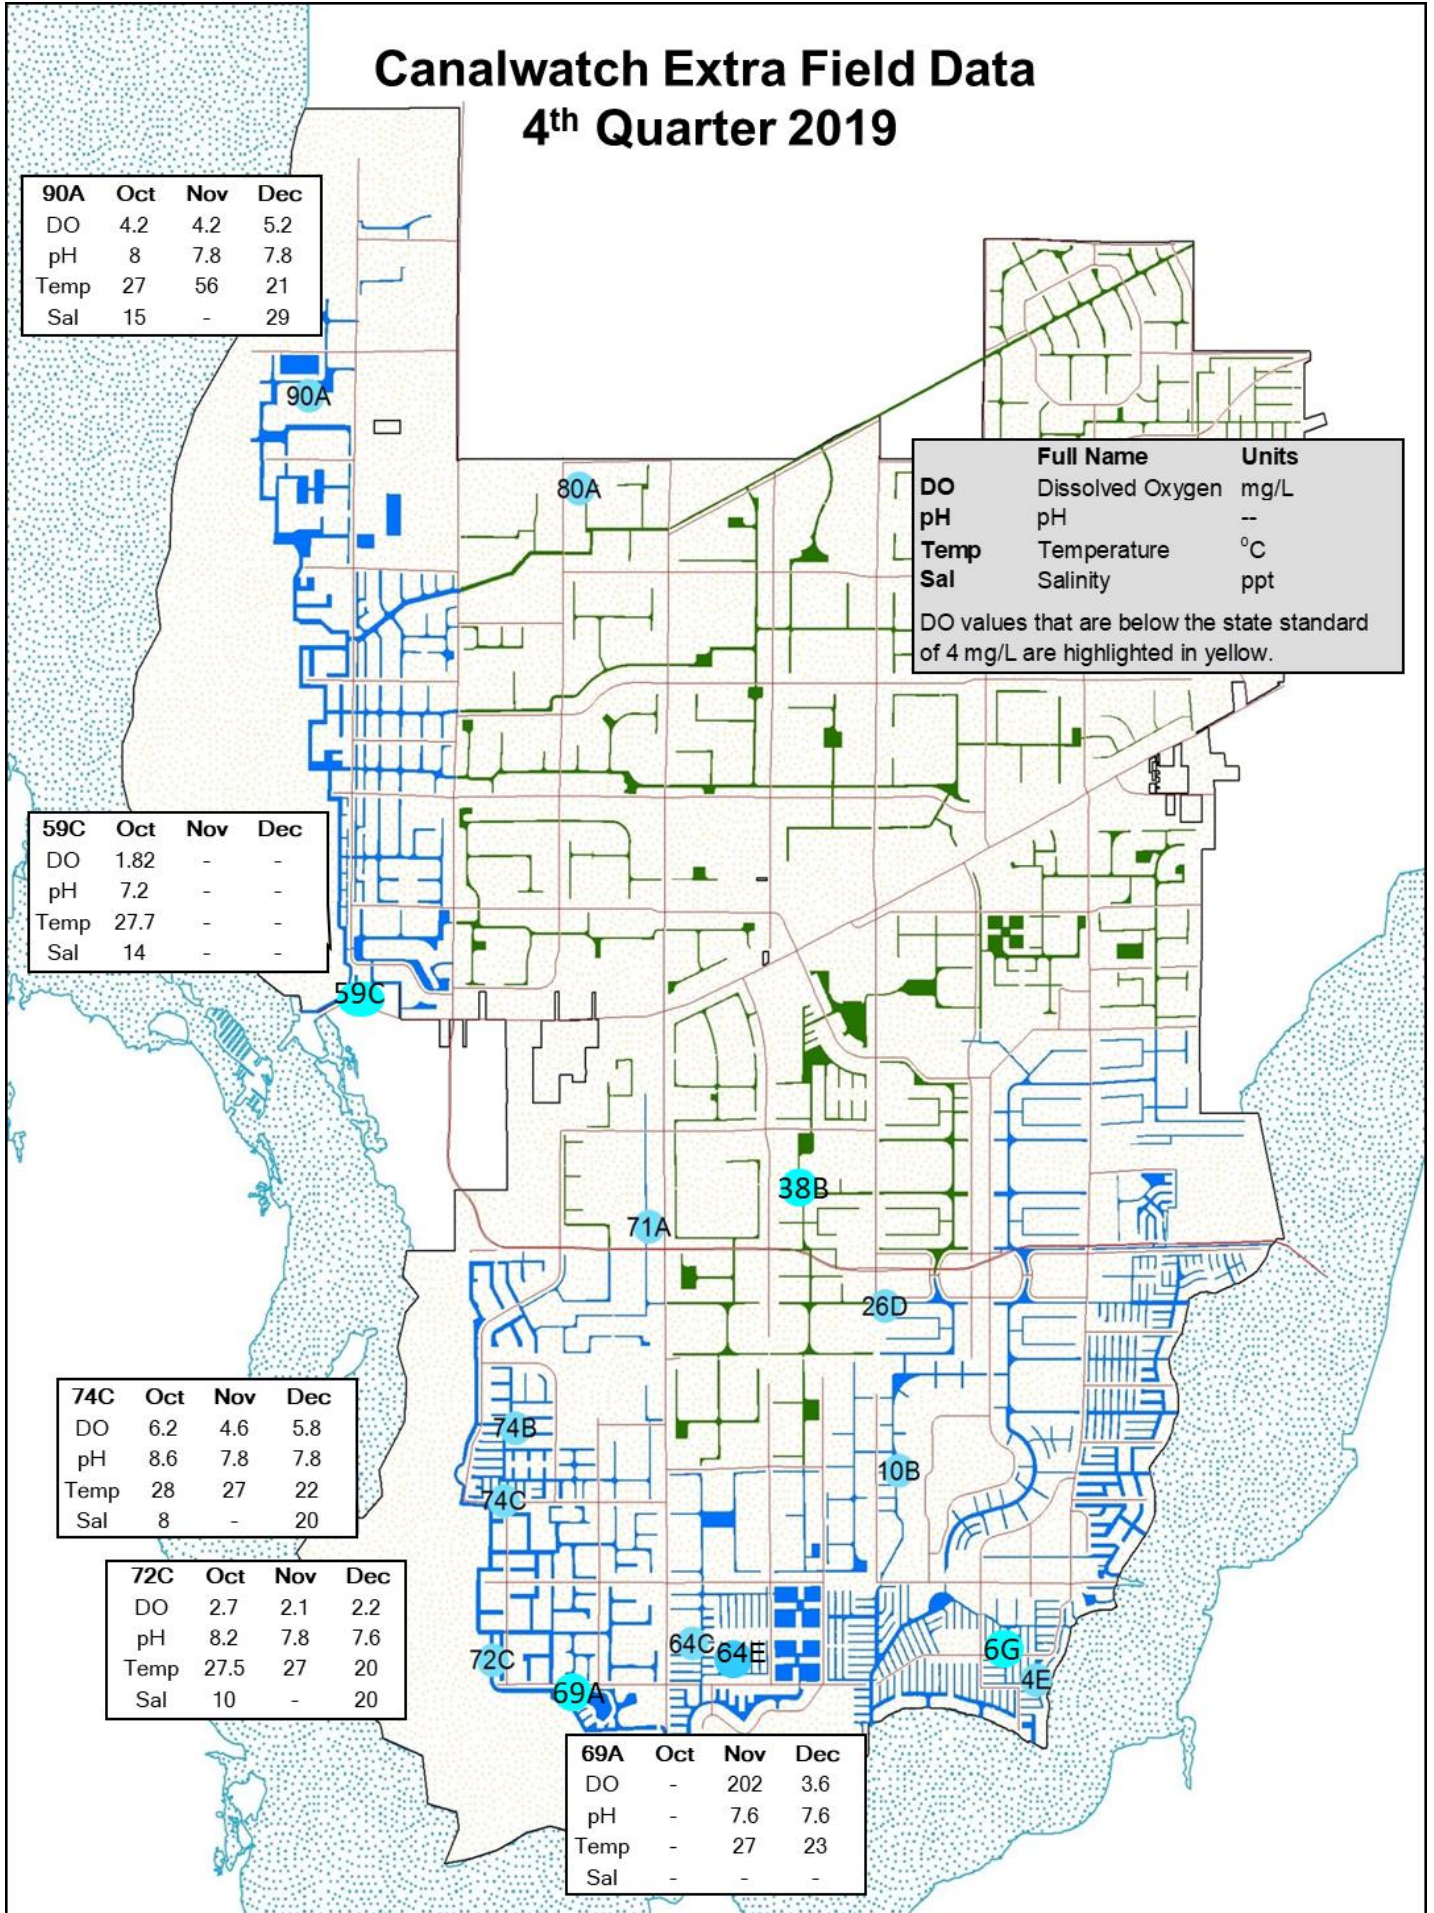 Canalwatch Extra Field Data
4th Quarter 2019
90A Oct Nov Dec
DO 4.2 4.2 5.2
pH 8 7.8 7.8
Temp 27 56 21
Sal 15 - 29
90A
80A
Full Name Units
DO Dissolved Oxygen mg/L
pH pH --
Temp Temperature °C
Sal Salinity ppt
DO values that are below the state standard
of 4 mg/L are highlighted in yellow.
59C Oct Nov Dec
DO 1.82 - -
pH 7.2 - -
Temp 27.7 - -
Sal 14 - -
59C
38B
71A
26D
74C Oct Nov Dec
DO 6.2 4.6 5.8
pH 8.6 7.8 7.8
Temp 28 27 22
Sal 8 - 20
74B
10B
74C
72C Oct Nov Dec
DO 2.7 2.1 2.2
pH 8.2 7.8 7.6
Temp 27.5 27 20
Sal 10 - 20
72C
64C
64E
6G
4E
69A
69A Oct Nov Dec
DO - 202 3.6
pH - 7.6 7.6
Temp - 27 23
Sal - - -